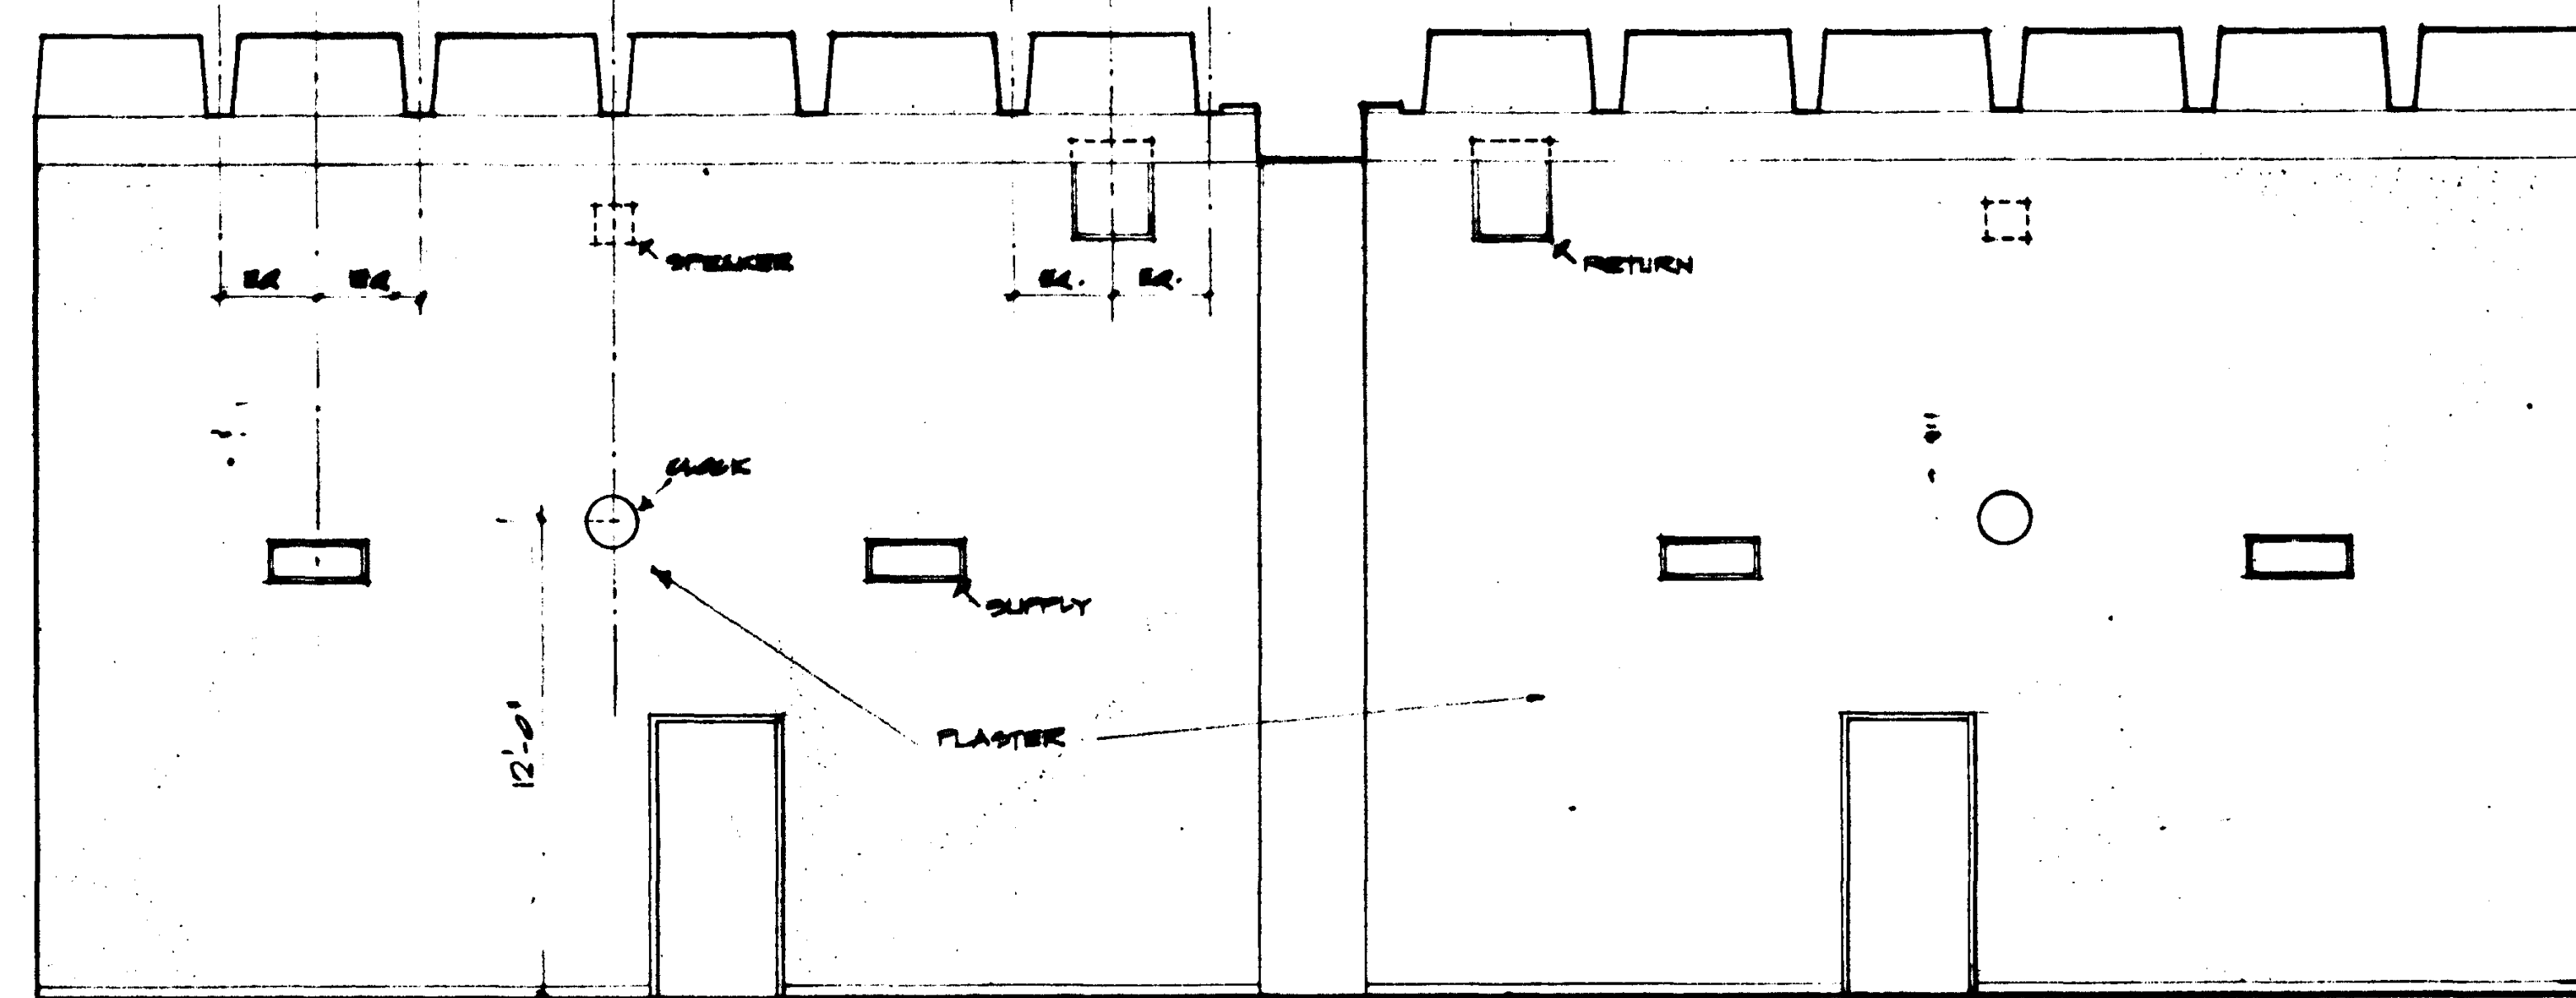 SPEAKER
RETURN
EQ EQ.
EQ. EQ.
CLOCK
SUPPLY
12'-0"
PLASTER